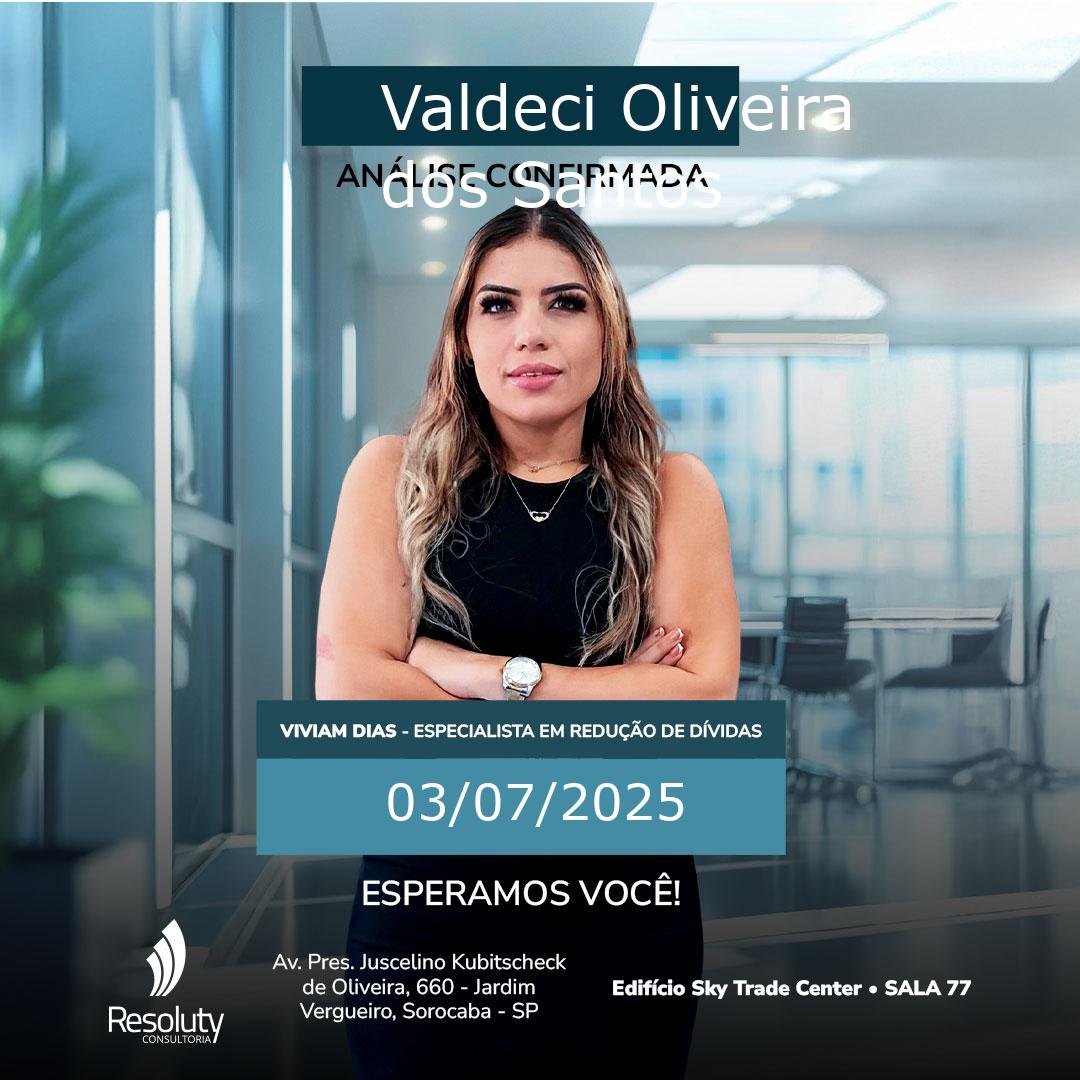 Valdeci Oliveira
dos Santos
ANÁLISE CONFIRMADA
VIVIAM DIAS - ESPECIALISTA EM REDUÇÃO DE DÍVIDAS
03/07/2025
ESPERAMOS VOCÊ!
Av. Pres. Juscelino Kubitscheck
de Oliveira, 660 - Jardim
Vergueiro, Sorocaba - SP
Edifício Sky Trade Center • SALA 77
Resoluty
CONSULTORIA